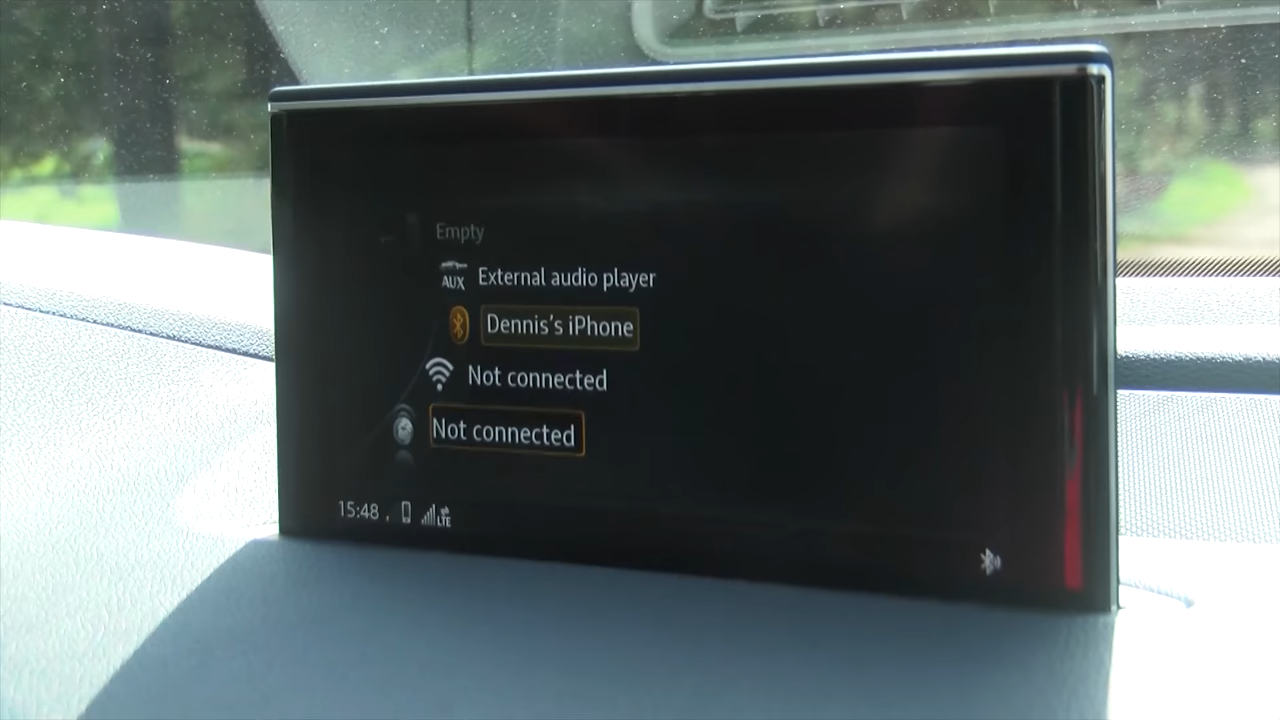 Empty
AUX External audio player
Dennis's iPhone
Not connected
Not connected
15:48 LTE